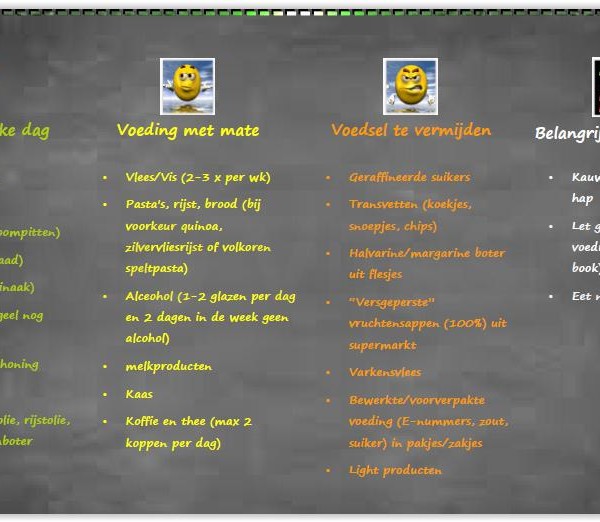 ke dag
oompitten)
aad)
inaak)
geel nog
honing
olie, rijstolie,
boter
Voeding met mate
• Vlees/Vis (2-3 x per wk)
• Pasta's, rijst, brood (bij
voorkeur quinoa,
zilvervliesrijst of volkoren
speltpasta)
• Alceohol (1-2 glazen per dag
en 2 dagen in de week geen
alcohol)
• melkproducten
• Kaas
• Koffie en thee (max 2
koppen per dag)
Voedsel te vermijden
• Geraffineerde suikers
• Transvetten (koekjes,
snoepjes, chips)
• Halvarine/margarine boter
uit flesjes
• "Versgeperste"
vruchtensappen (100%) uit
supermarkt
• Varkensvlees
• Bewerkte/voorverpakte
voeding (E-nummers, zout,
suiker) in pakjes/zakjes
• Light producten
Belangrij
• Kauw
hap
• Let g
voedi
book)
• Eet